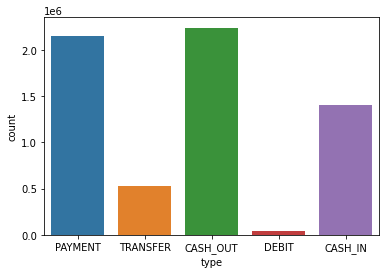 1e6
2.0
1.5
1.0
0.5
0.0
count
PAYMENT TRANSFER CASH_OUT DEBIT CASH_IN
type